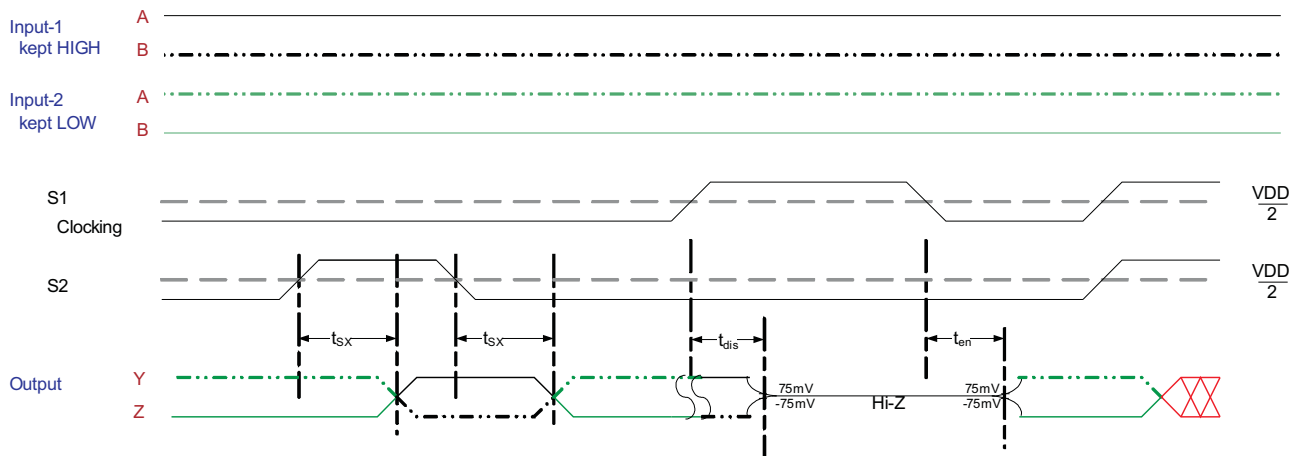 Input-1 A
kept HIGH
B
Input-2 A
kept LOW
B
S1
Clocking
VDD
2
S2
VDD
2
tSX tSX tdis ten
Output Y
Z
75mV
-75mV
Hi-Z
75mV
-75mV